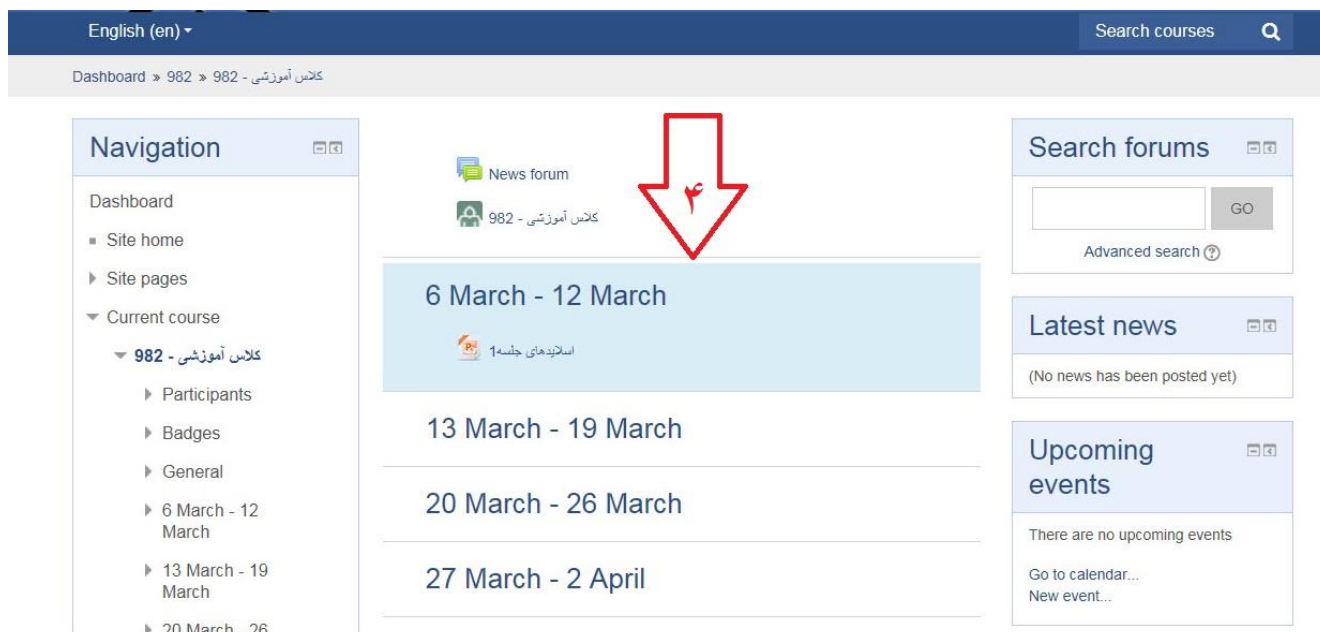 English (en)
Search courses
Dashboard » 982 » کلاس آموزشی - 982
Navigation
Dashboard
Site home
Site pages
Current course
کلاس آموزشی - 982
Participants
Badges
General
6 March - 12
March
13 March - 19
March
20 March - 26
News forum
کلاس آموزشی - 982
۴
6 March - 12 March
اسلایدهای جلسه1
13 March - 19 March
20 March - 26 March
27 March - 2 April
Search forums
GO
Advanced search
Latest news
(No news has been posted yet)
Upcoming
events
There are no upcoming events
Go to calendar...
New event...